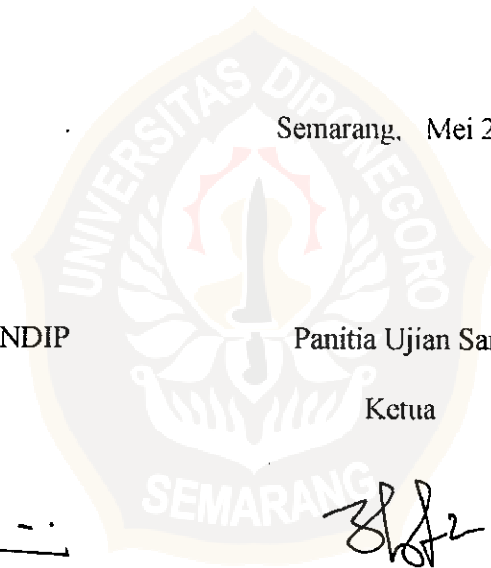 UNIVERSITAS DIPONEGORO
Semarang, Mei 2
NDIP
Panitia Ujian Sar
Ketua
SEMARANG